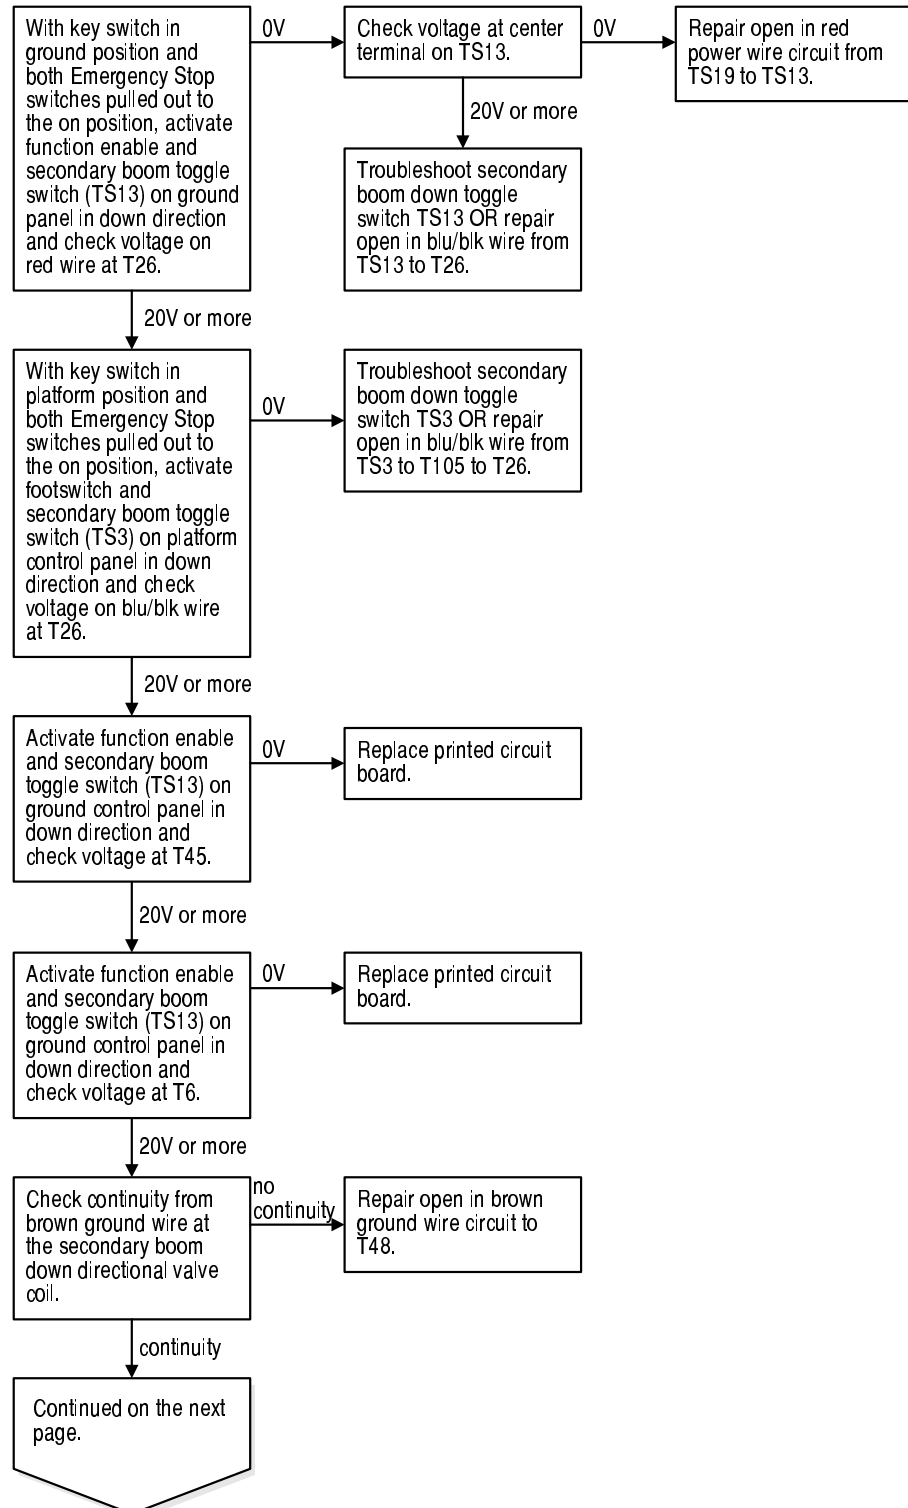 With key switch in
ground position and
both Emergency Stop
switches pulled out to
the on position, activate
function enable and
secondary boom toggle
switch (TS13) on ground
panel in down direction
and check voltage on
red wire at T26.
0V
Check voltage at center
terminal on TS13.
0V
Repair open in red
power wire circuit from
TS19 to TS13.
20V or more
Troubleshoot secondary
boom down toggle
switch TS13 OR repair
open in blu/blk wire from
TS13 to T26.
20V or more
With key switch in
platform position and
both Emergency Stop
switches pulled out to
the on position, activate
footswitch and
secondary boom toggle
switch (TS3) on platform
control panel in down
direction and check
voltage on blu/blk wire
at T26.
0V
Troubleshoot secondary
boom down toggle
switch TS3 OR repair
open in blu/blk wire from
TS3 to T105 to T26.
20V or more
Activate function enable
and secondary boom
toggle switch (TS13) on
ground control panel in
down direction and
check voltage at T45.
0V
Replace printed circuit
board.
20V or more
Activate function enable
and secondary boom
toggle switch (TS13) on
ground control panel in
down direction and
check voltage at T6.
0V
Replace printed circuit
board.
20V or more
Check continuity from
brown ground wire at
the secondary boom
down directional valve
coil.
no
continuity
Repair open in brown
ground wire circuit to
T48.
continuity
Continued on the next
page.